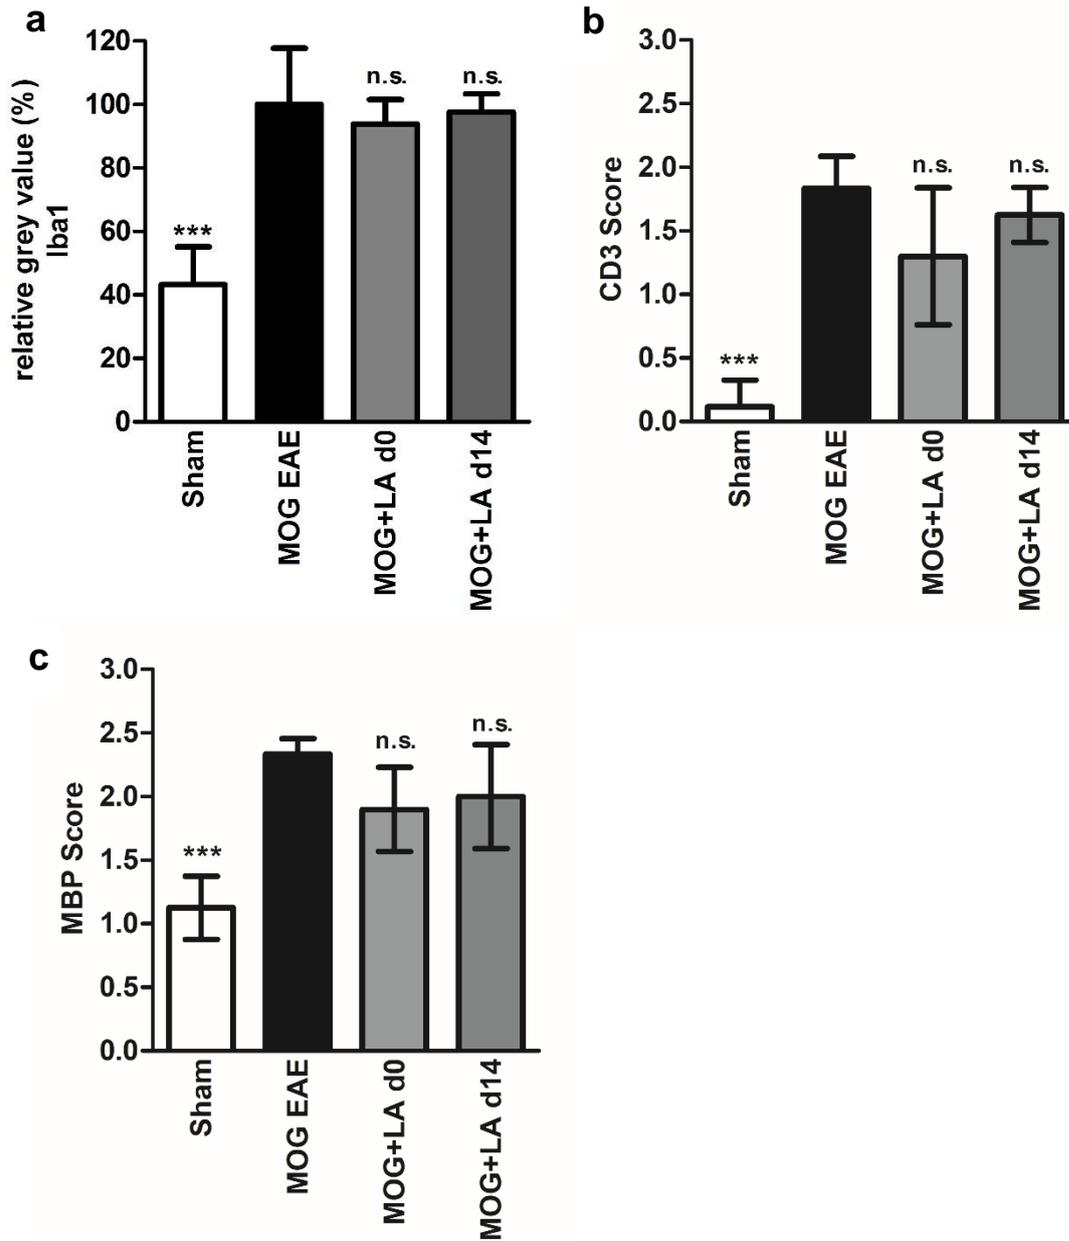 a
120
100
80
60
40
20
0
relative grey value (%)
Iba1
***
n.s.
n.s.
Sham
MOG EAE
MOG+LA d0
MOG+LA d14
b
3.0
2.5
2.0
1.5
1.0
0.5
0.0
CD3 Score
***
n.s.
n.s.
Sham
MOG EAE
MOG+LA d0
MOG+LA d14
c
3.0
2.5
2.0
1.5
1.0
0.5
0.0
MBP Score
***
n.s.
n.s.
Sham
MOG EAE
MOG+LA d0
MOG+LA d14